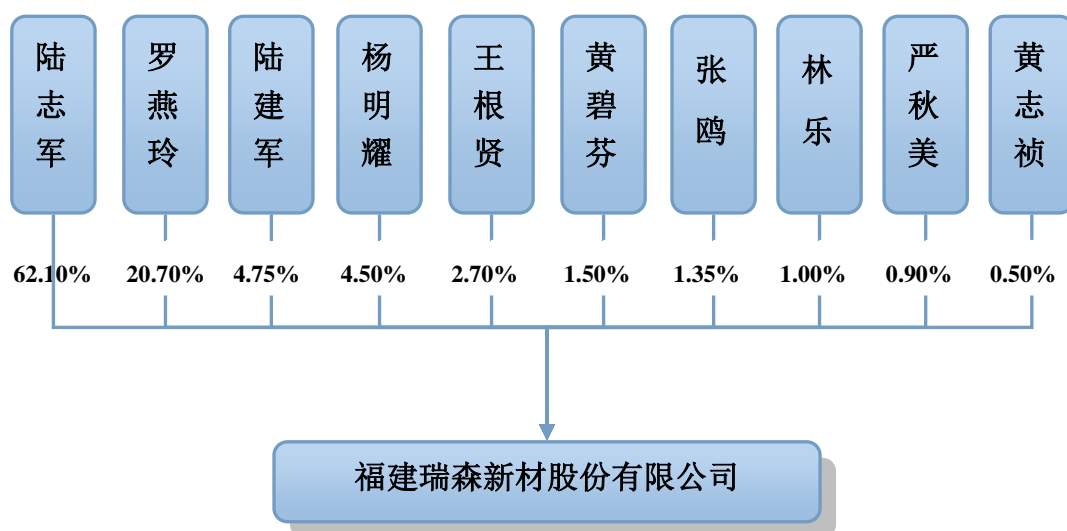 陆志军
罗燕玲
陆建军
杨明耀
王根贤
黄碧芬
张鸥
林乐
严秋美
黄志祯
62.10%
20.70%
4.75%
4.50%
2.70%
1.50%
1.35%
1.00%
0.90%
0.50%
福建瑞森新材股份有限公司